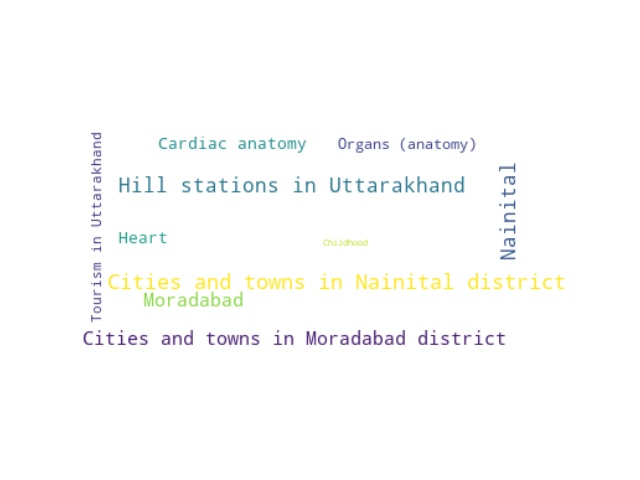 Cardiac anatomy
Organs (anatomy)
Tourism in Uttarakhand
Hill stations in Uttarakhand
Nainital
Heart
Childhood
Cities and towns in Nainital district
Moradabad
Cities and towns in Moradabad district